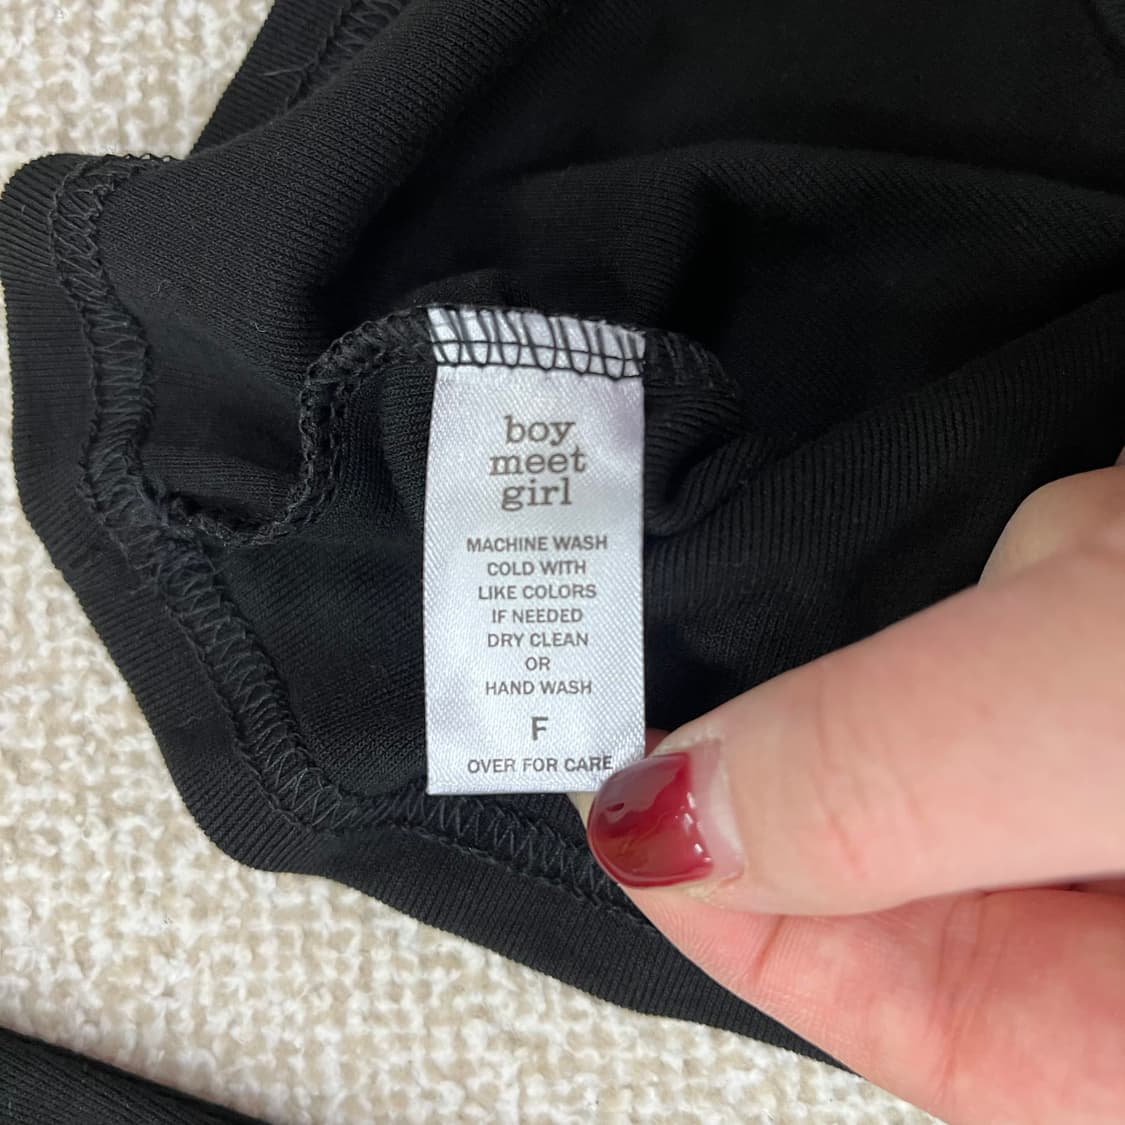 boy
meet
girl
MACHINE WASH
COLD WITH
LIKE COLORS
IF NEEDED
DRY CLEAN
OR
HAND WASH
F
OVER FOR CARE